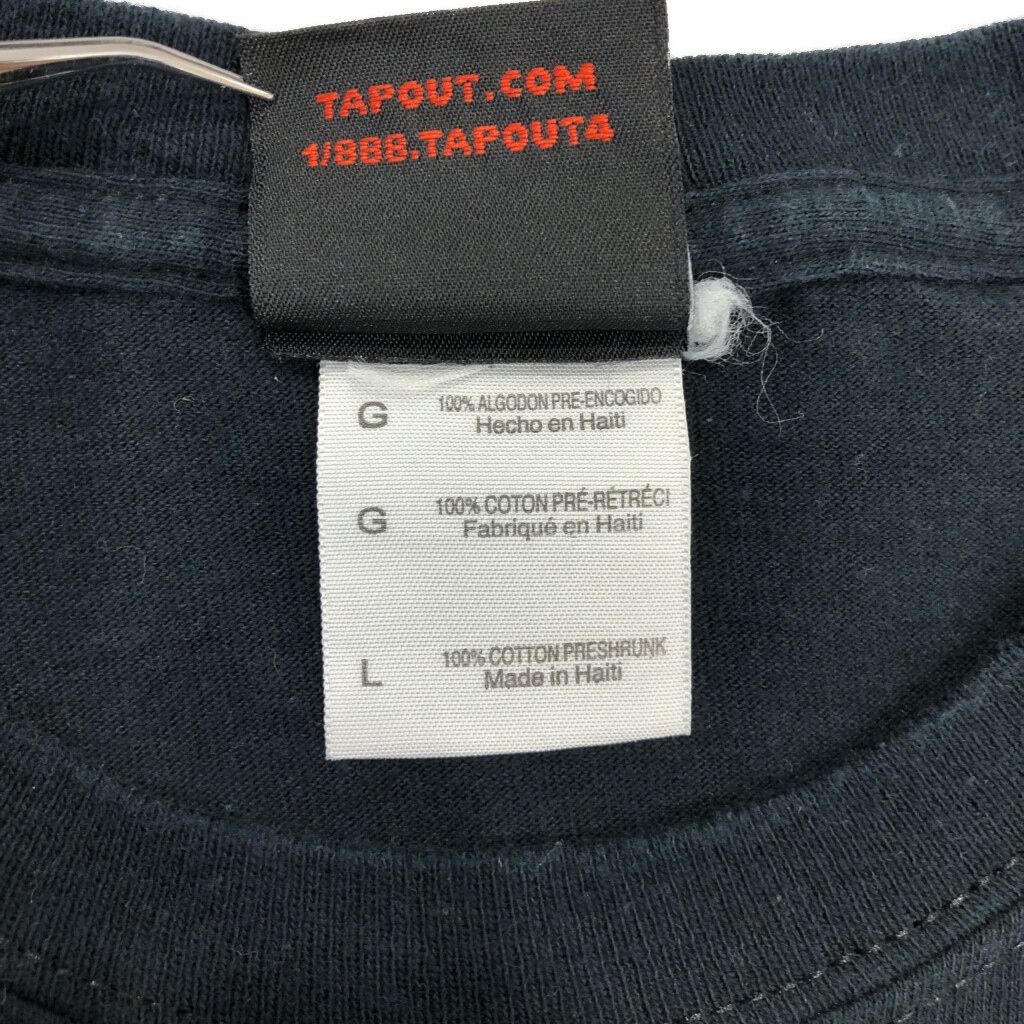 TAPOUT.COM
1/888.TAPOUT4
G 100% ALGODON PRE-ENCOGIDO
Hecho en Haiti
G 100% COTON PRÉ-RÉTRÉCI
Fabriqué en Haiti
L 100% COTTON PRESHRUNK
Made in Haiti